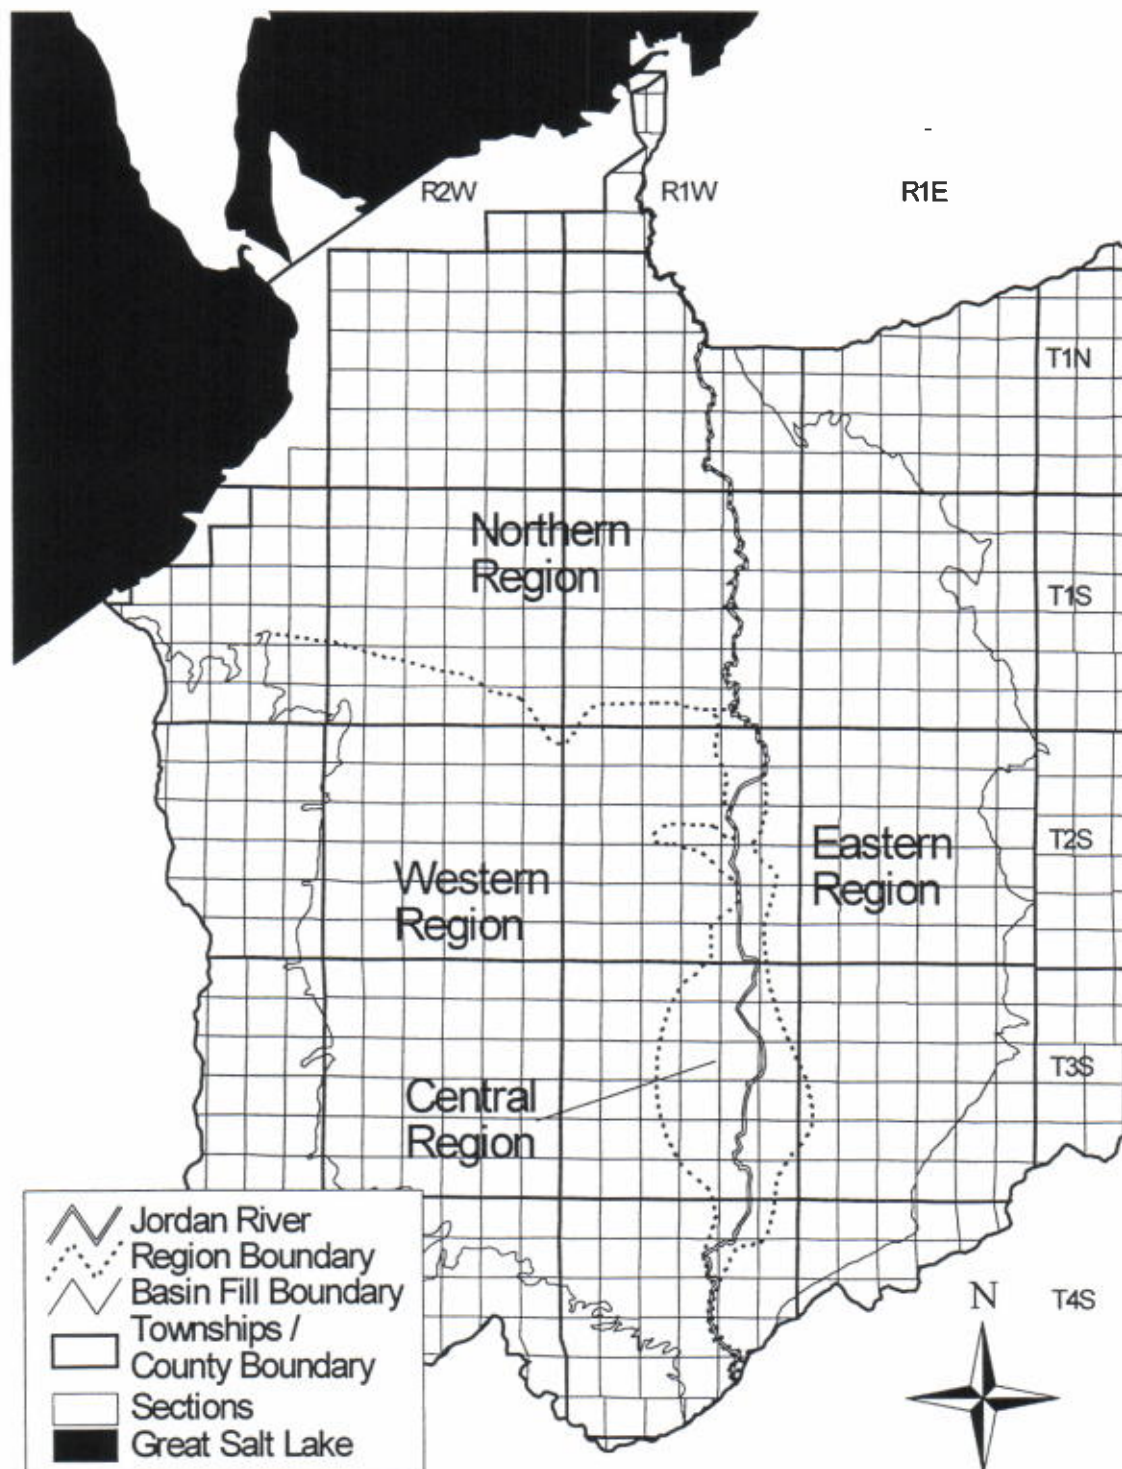 R2W
R1W
R1E
T1N
Northern
Region
T1S
Eastern
Region
T2S
Western
Region
T3S
Central
Region
Jordan River
Region Boundary
Basin Fill Boundary
Townships /
County Boundary
Sections
Great Salt Lake
N
T4S